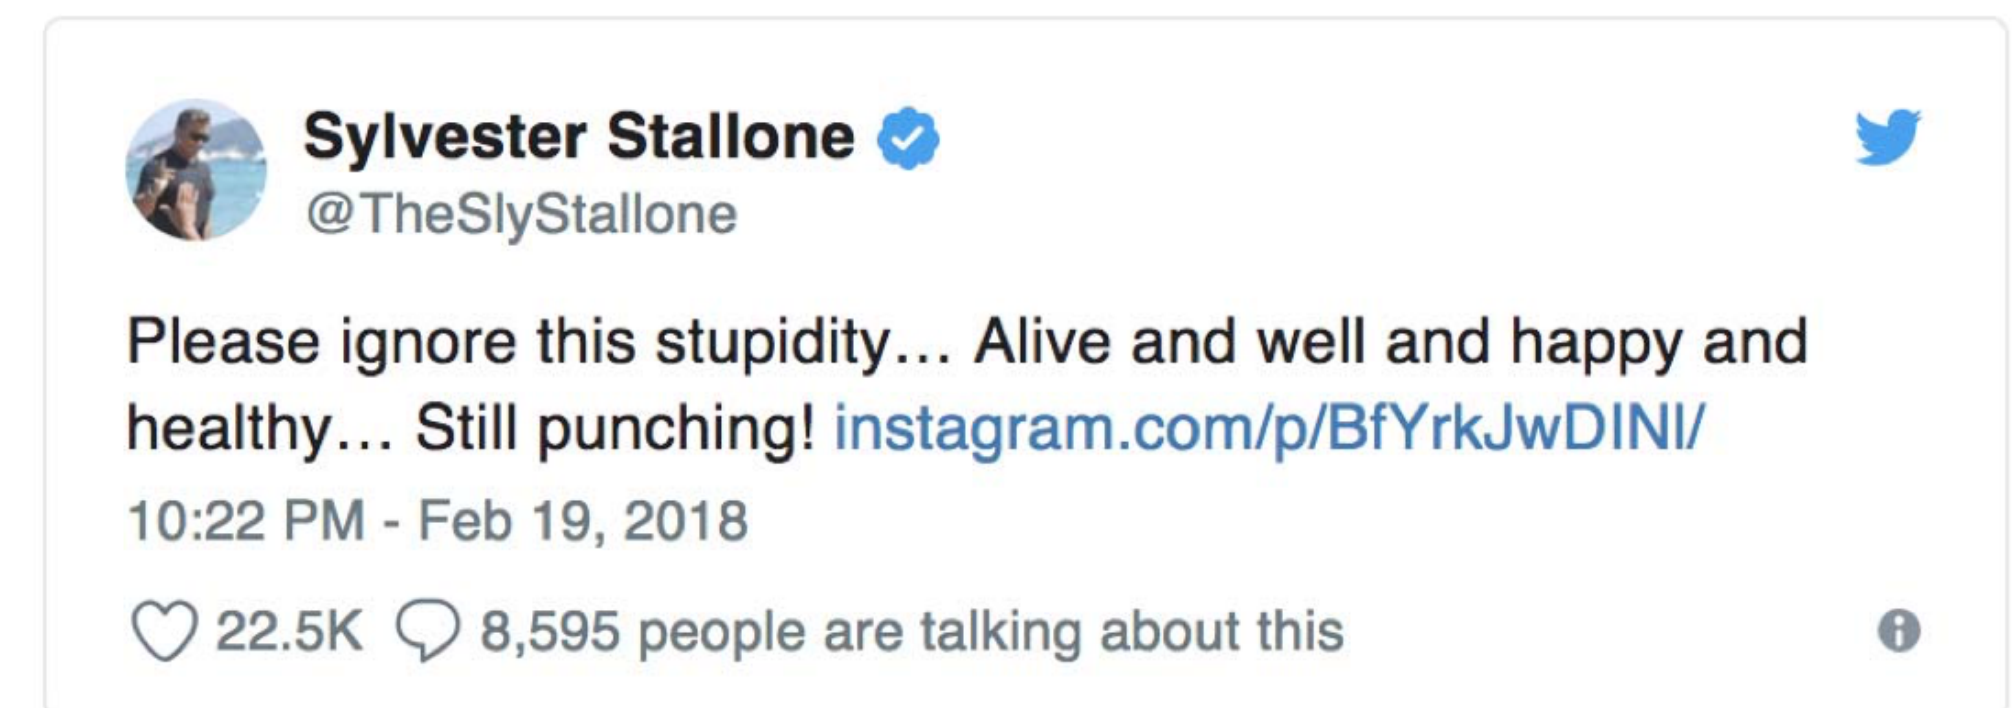 Sylvester Stallone
@TheSlyStallone
Please ignore this stupidity… Alive and well and happy and
healthy… Still punching! instagram.com/p/BfYrkJwDINl/
10:22 PM - Feb 19, 2018
22.5K 8,595 people are talking about this